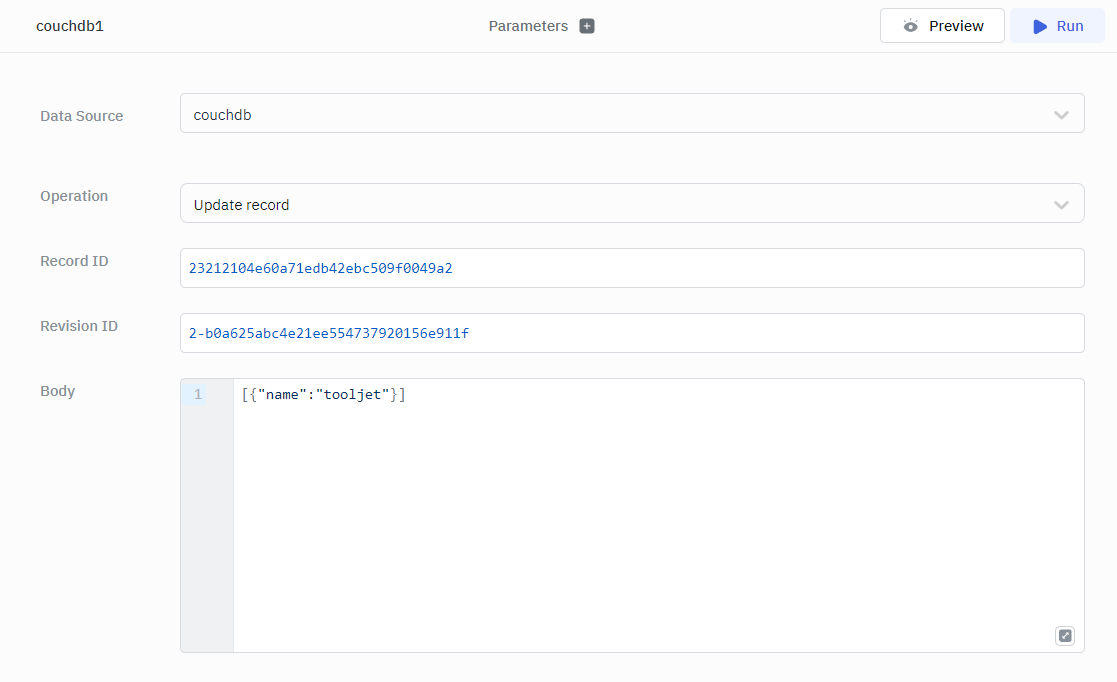 couchdb1
Parameters
Preview
Run
Data Source
couchdb
Operation
Update record
Record ID
23212104e60a71edb42ebc509f0049a2
Revision ID
2-b0a625abc4e21ee554737920156e911f
Body
1
[{"name":"tooljet"}]